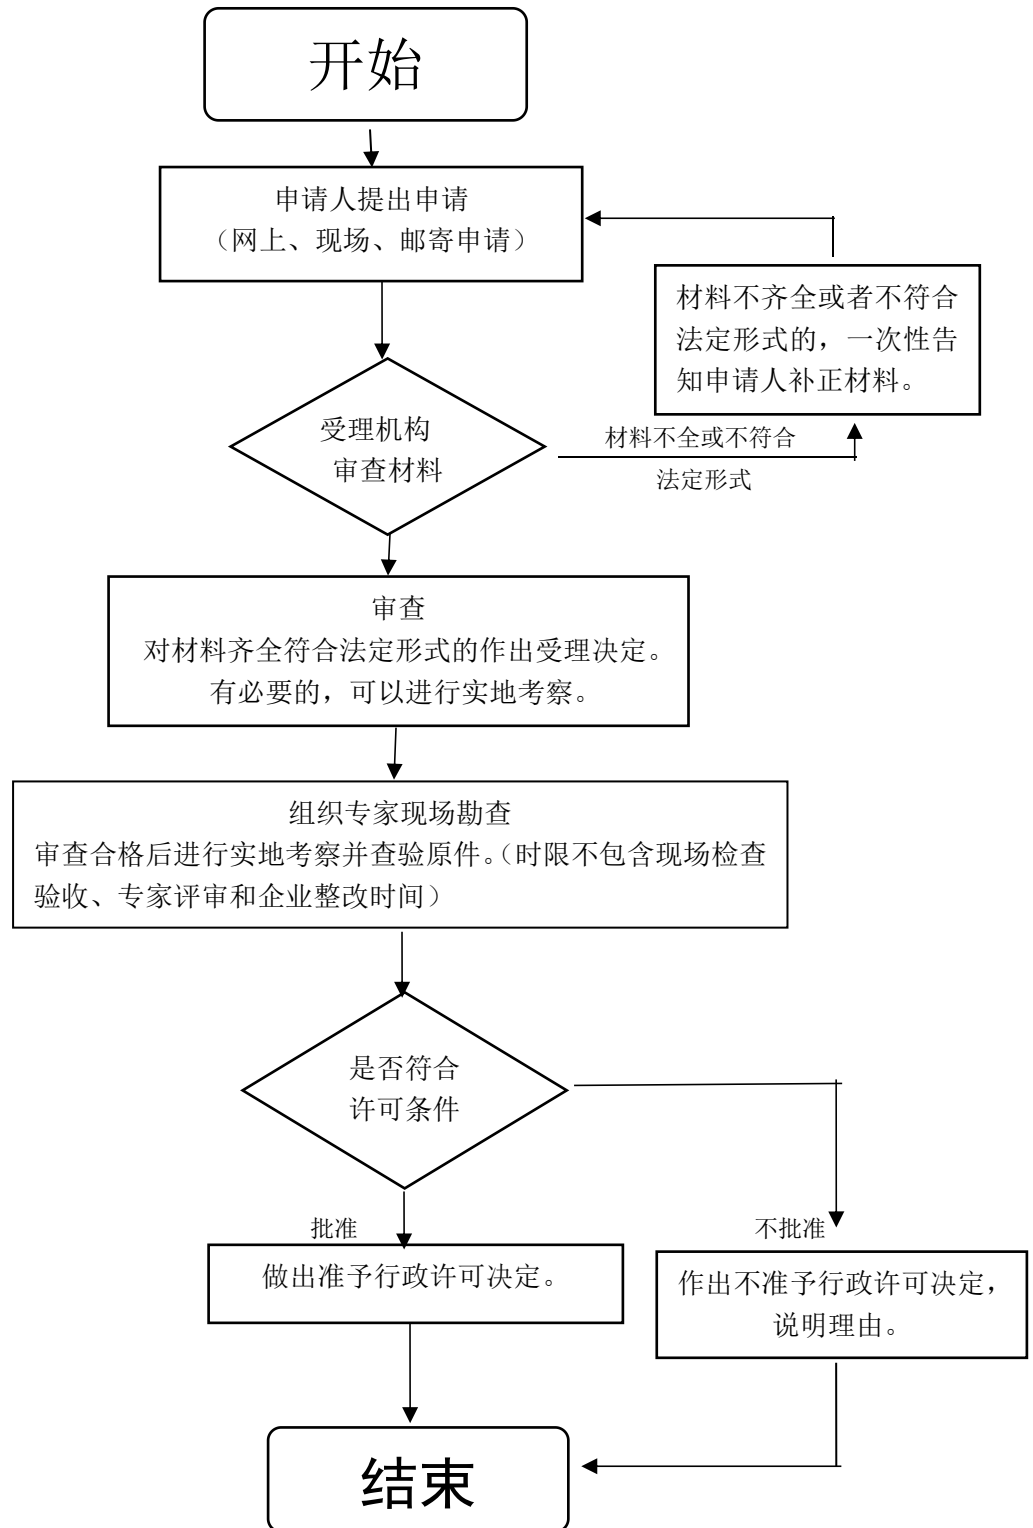 开始
申请人提出申请
（网上、现场、邮寄申请）
材料不齐全或者不符合
法定形式的，一次性告
知申请人补正材料。
受理机构
审查材料
材料不全或不符合
法定形式
审查
对材料齐全符合法定形式的作出受理决定。
有必要的，可以进行实地考察。
组织专家现场勘查
审查合格后进行实地考察并查验原件。（时限不包含现场检查
验收、专家评审和企业整改时间）
是否符合
许可条件
批准
不批准
做出准予行政许可决定。
作出不准予行政许可决定，
说明理由。
结束